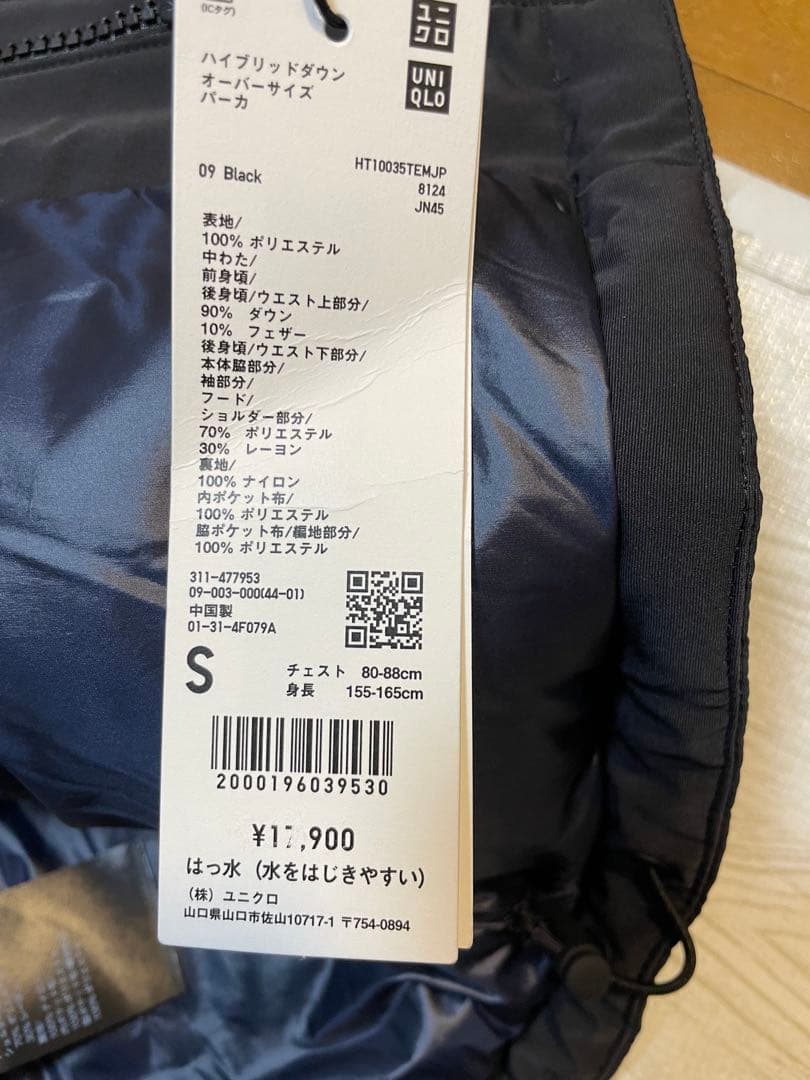 (ICタグ)
ユニ
クロ
UNI
QLO
ハイブリッドダウン
オーバーサイズ
パーカ
09 Black
HT10035TEMJP
8124
JN45
表地/
100% ポリエステル
中わた/
前身頃/
後身頃/ウエスト上部分/
90% ダウン
10% フェザー
後身頃/ウエスト下部分/
本体脇部分/
袖部分/
フード/
ショルダー部分/
70% ポリエステル
30% レーヨン
裏地/
100% ナイロン
内ポケット布/
100% ポリエステル
脇ポケット布/編地部分/
100% ポリエステル
311-477953
09-003-000(44-01)
中国製
01-31-4F079A
S
チェスト 80-88cm
身長 155-165cm
2000196039530
¥17,900
はっ水 (水をはじきやすい)
(株) ユニクロ
山口県山口市佐山10717-1 〒754-0894